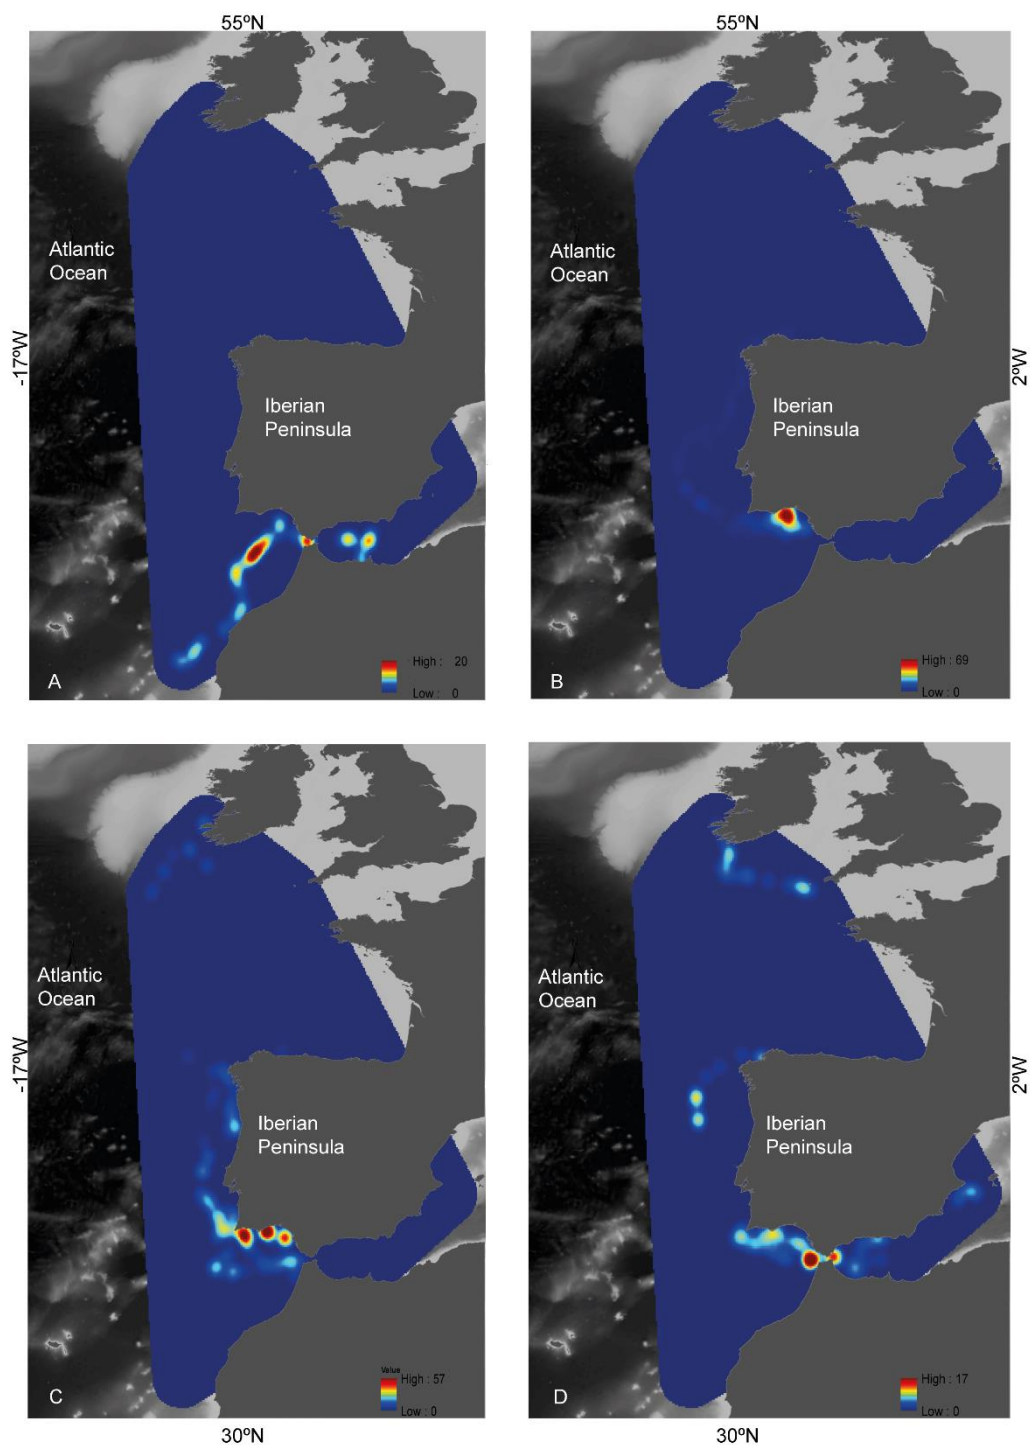 55ºN
55ºN
Atlantic
Ocean
Atlantic
Ocean
-17ºW
2ºW
Iberian
Peninsula
Iberian
Peninsula
High : 20
Low : 0
A
High : 69
Low : 0
B
Atlantic
Ocean
Atlantic
Ocean
-17ºW
2ºW
Iberian
Peninsula
Iberian
Peninsula
Value
High : 57
Low : 0
C
High : 17
Low : 0
D
30ºN
30ºN